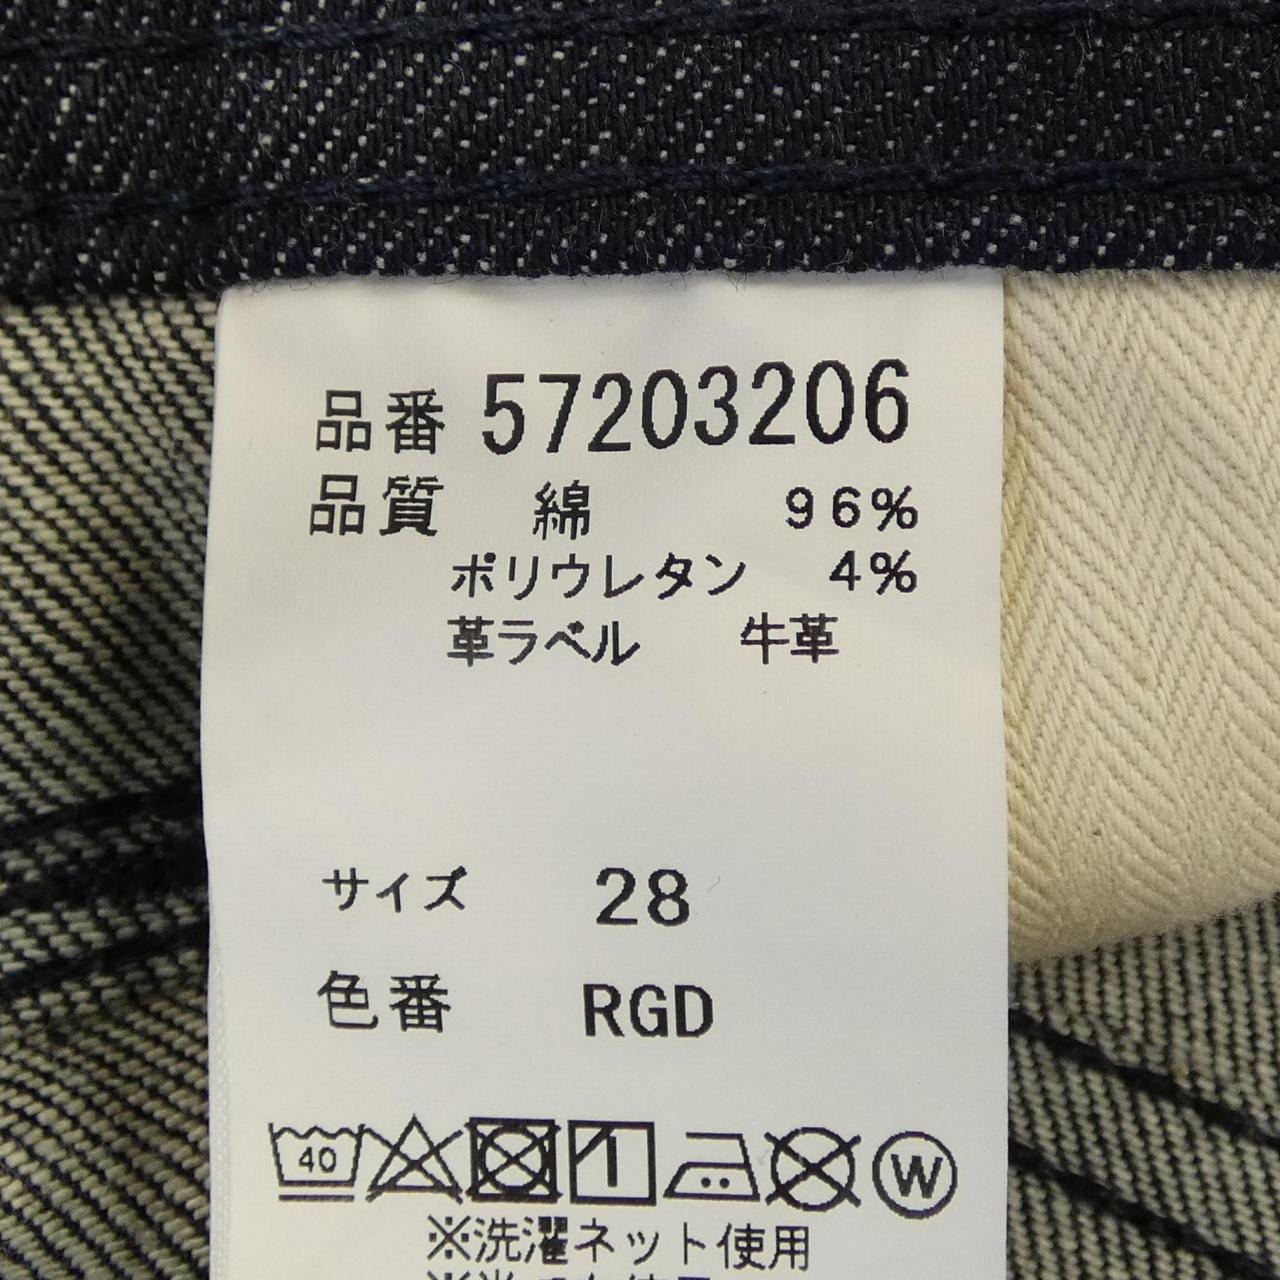 品番 57203206
品質 綿 96%
ポリウレタン 4%
革ラベル 牛革
サイズ 28
色番 RGD
40 W
※洗濯ネット使用